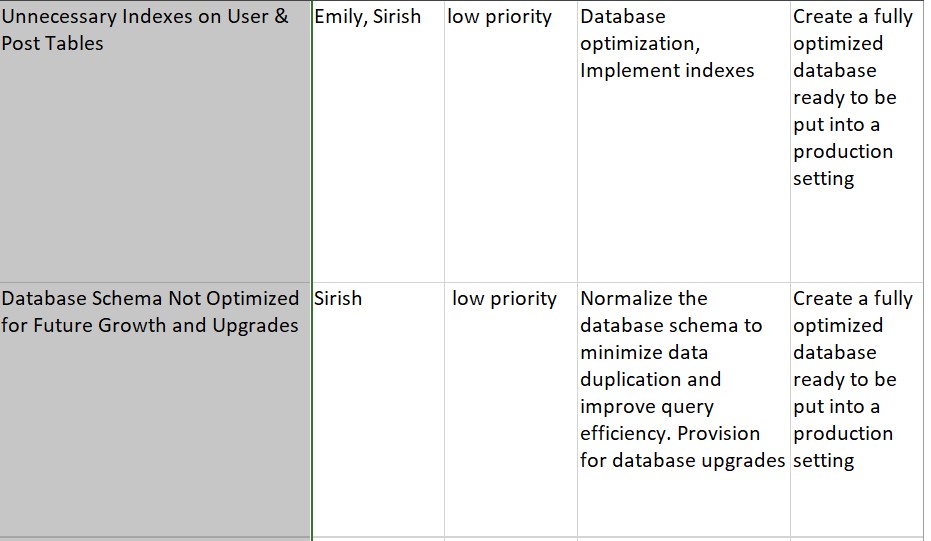 Unnecessary Indexes on User &
Post Tables
Emily, Sirish
low priority
Database
optimization,
Implement indexes
Create a fully
optimized
database
ready to be
put into a
production
setting
Database Schema Not Optimized
for Future Growth and Upgrades
Sirish
low priority
Normalize the
database schema to
minimize data
duplication and
improve query
efficiency. Provision
for database upgrades
Create a fully
optimized
database
ready to be
put into a
production
setting